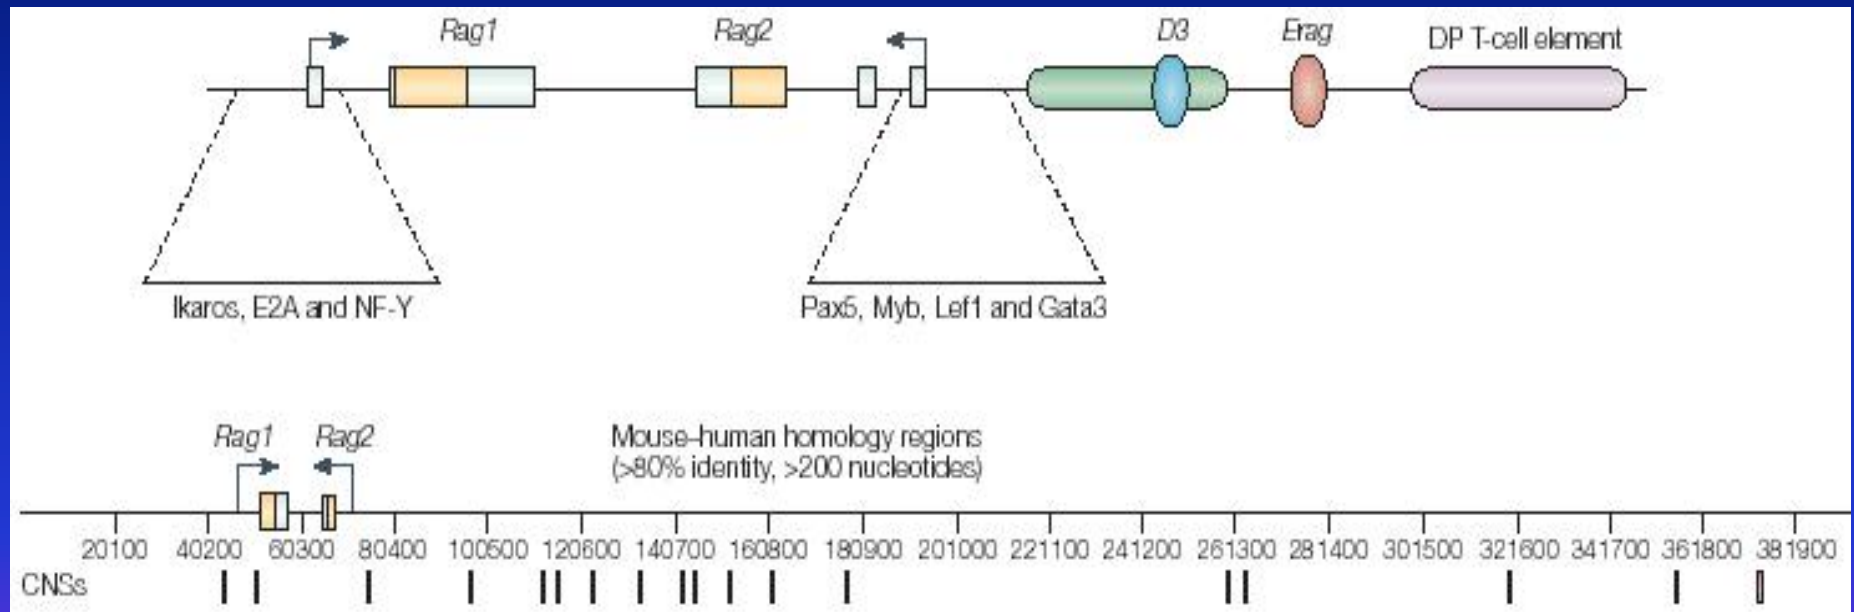 Rag1 Rag2 D3 Erag DP T-cell element
Ikaros, E2A and NF-Y Pax5, Myb, Lef1 and Gata3
Rag1 Rag2 Mouse–human homology regions
(>80% identity, >200 nucleotides)
20100 40200 60300 80400 100500 120600 140700 160800 180900 201000 221100 241200 261300 281400 301500 321600 341700 361800 381900
CNSs